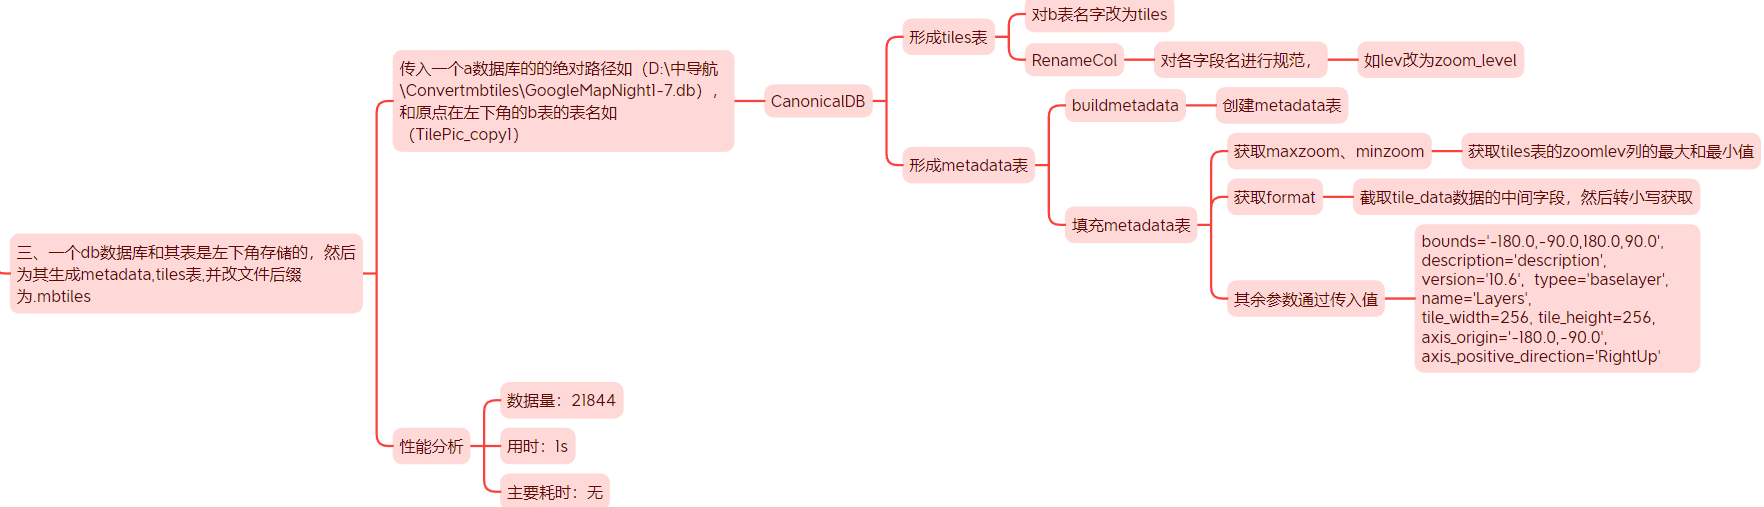 三、一个db数据库和其表是左下角存储的，然后
为其生成metadata,tiles表,并改文件后缀
为.mbtiles
传入一个a数据库的的绝对路径如（D:\中导航
\Convertmbtiles\GoogleMapNight1-7.db），
和原点在左下角的b表的表名如
（TilePic_copy1）
CanonicalDB
形成tiles表
对b表名字改为tiles
RenameCol
对各字段名进行规范，
如lev改为zoom_level
形成metadata表
buildmetadata
创建metadata表
填充metadata表
获取maxzoom、minzoom
获取tiles表的zoomlev列的最大和最小值
获取format
截取tile_data数据的中间字段，然后转小写获取
其余参数通过传入值
bounds='-180.0,-90.0,180.0,90.0',
description='description',
version='10.6', typee='baselayer',
name='Layers',
tile_width=256, tile_height=256,
axis_origin='-180.0,-90.0',
axis_positive_direction='RightUp'
性能分析
数据量：21844
用时：1s
主要耗时：无